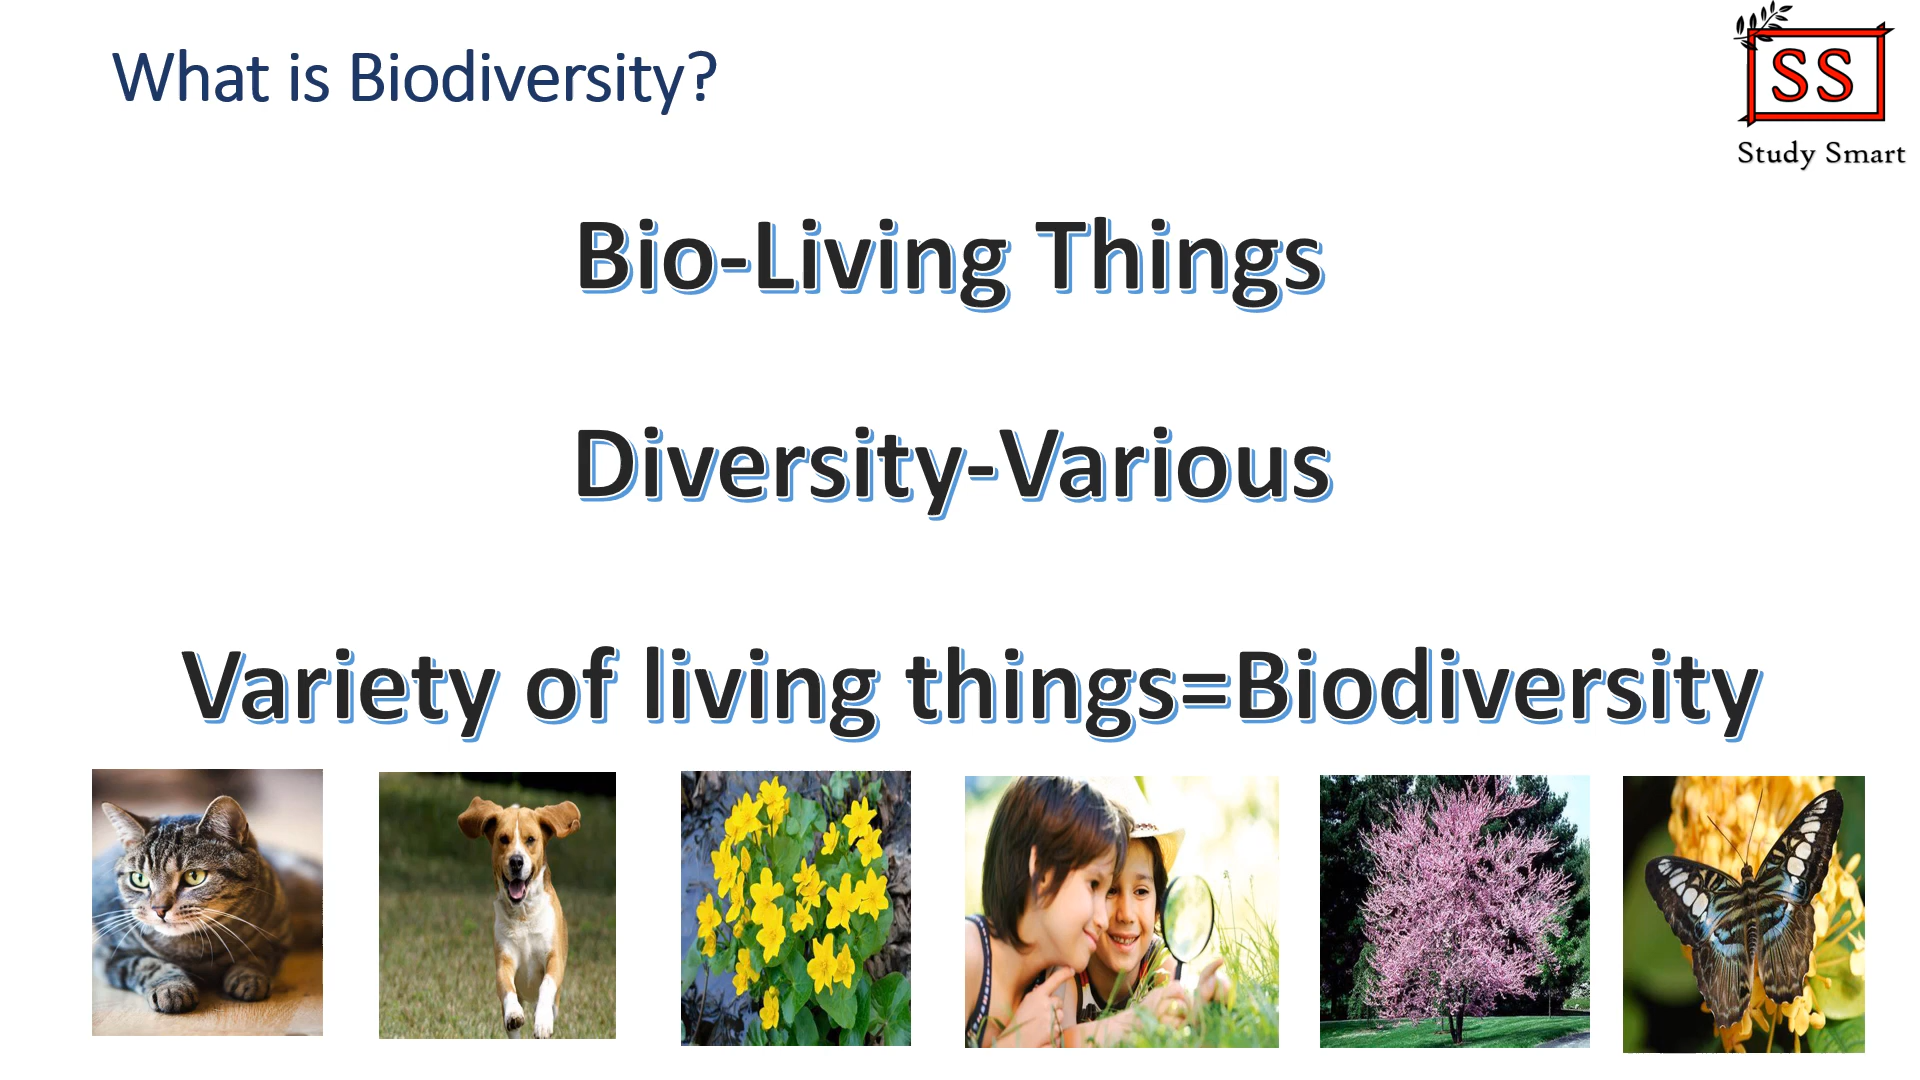 What is Biodiversity?
SS
Study Smart
Bio-Living Things
Diversity-Various
Variety of living things=Biodiversity